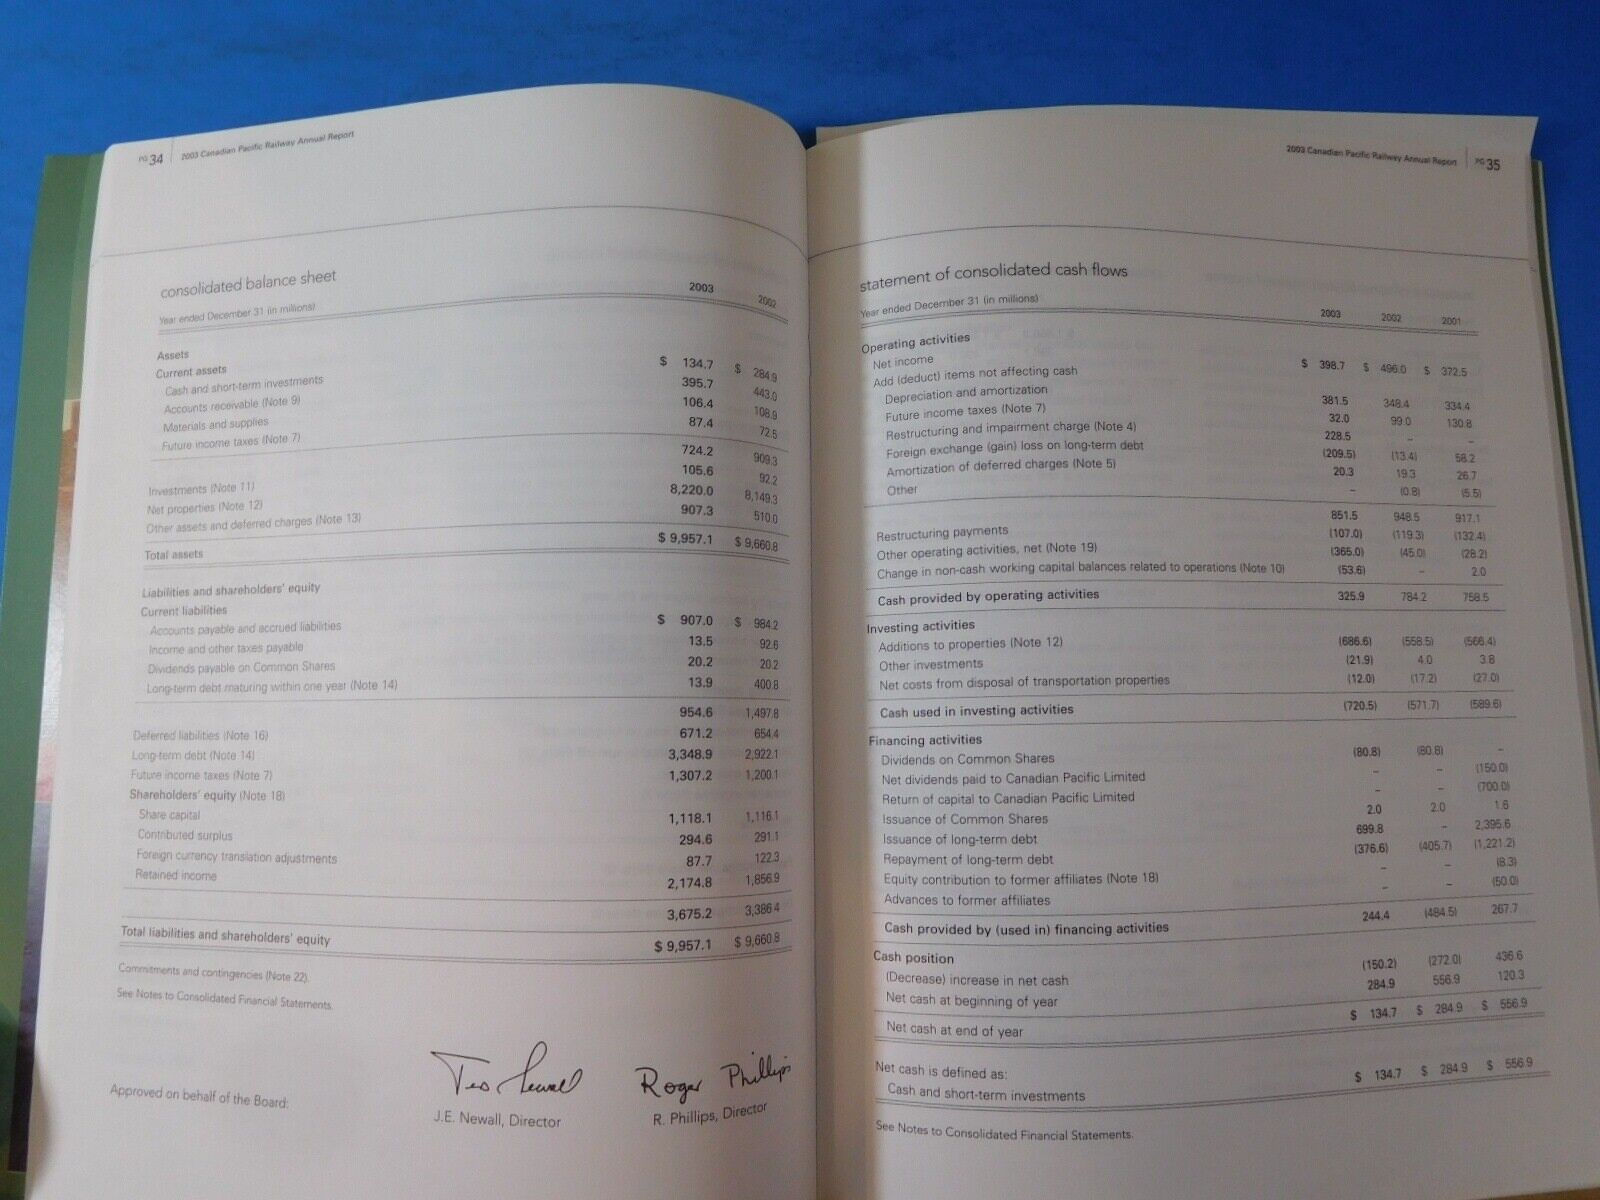 PG 34 | 2003 Canadian Pacific Railway Annual Report
consolidated balance sheet
Year ended December 31 (in millions) 2003 2002
Assets
Current assets
Cash and short-term investments $ 134.7 $ 284.9
Accounts receivable (Note 9) 395.7 443.0
Materials and supplies 106.4 108.9
Future income taxes (Note 7) 87.4 72.5
724.2 909.3
Investments (Note 11) 105.6 92.2
Net properties (Note 12) 8,220.0 8,149.3
Other assets and deferred charges (Note 13) 907.3 510.0
Total assets $ 9,957.1 $ 9,660.8
Liabilities and shareholders' equity
Current liabilities
Accounts payable and accrued liabilities $ 907.0 $ 984.2
Income and other taxes payable 13.5 92.6
Dividends payable on Common Shares 20.2 20.2
Long-term debt maturing within one year (Note 14) 13.9 400.8
954.6 1,497.8
Deferred liabilities (Note 16) 671.2 654.4
Long-term debt (Note 14) 3,348.9 2,922.1
Future income taxes (Note 7) 1,307.2 1,200.1
Shareholders' equity (Note 18)
Share capital 1,118.1 1,116.1
Contributed surplus 294.6 291.1
Foreign currency translation adjustments 87.7 122.3
Retained income 2,174.8 1,856.9
3,675.2 3,386.4
Total liabilities and shareholders' equity $ 9,957.1 $ 9,660.8
Commitments and contingencies (Note 22).
See Notes to Consolidated Financial Statements.
Roger Phillips
Approved on behalf of the Board: J.E. Newall, Director R. Phillips, Director
2003 Canadian Pacific Railway Annual Report | PG 35
statement of consolidated cash flows
Year ended December 31 (in millions) 2003 2002 2001
Operating activities
Net income $ 398.7 $ 496.0 $ 372.5
Add (deduct) items not affecting cash
Depreciation and amortization 381.5 348.4 334.4
Future income taxes (Note 7) 32.0 99.0 130.8
Restructuring and impairment charge (Note 4) 228.5 – –
Foreign exchange (gain) loss on long-term debt (209.5) (13.4) 58.2
Amortization of deferred charges (Note 5) 20.3 19.3 26.7
Other – (0.8) (5.5)
851.5 948.5 917.1
Restructuring payments (107.0) (119.3) (132.4)
Other operating activities, net (Note 19) (365.0) (45.0) (28.2)
Change in non-cash working capital balances related to operations (Note 10) (53.6) – 2.0
Cash provided by operating activities 325.9 784.2 758.5
Investing activities
Additions to properties (Note 12) (686.6) (558.5) (566.4)
Other investments (21.9) 4.0 3.8
Net costs from disposal of transportation properties (12.0) (17.2) (27.0)
Cash used in investing activities (720.5) (571.7) (589.6)
Financing activities
Dividends on Common Shares (80.8) (80.8) –
Net dividends paid to Canadian Pacific Limited – – (150.0)
Return of capital to Canadian Pacific Limited – – (700.0)
Issuance of Common Shares 2.0 2.0 1.6
Issuance of long-term debt 699.8 – 2,395.6
Repayment of long-term debt (376.6) (405.7) (1,221.2)
Equity contribution to former affiliates (Note 18) – – (8.3)
Advances to former affiliates – – (50.0)
Cash provided by (used in) financing activities 244.4 (484.5) 267.7
Cash position
(Decrease) increase in net cash (150.2) (272.0) 436.6
Net cash at beginning of year 284.9 556.9 120.3
Net cash at end of year $ 134.7 $ 284.9 $ 556.9
Net cash is defined as:
Cash and short-term investments $ 134.7 $ 284.9 $ 556.9
See Notes to Consolidated Financial Statements.